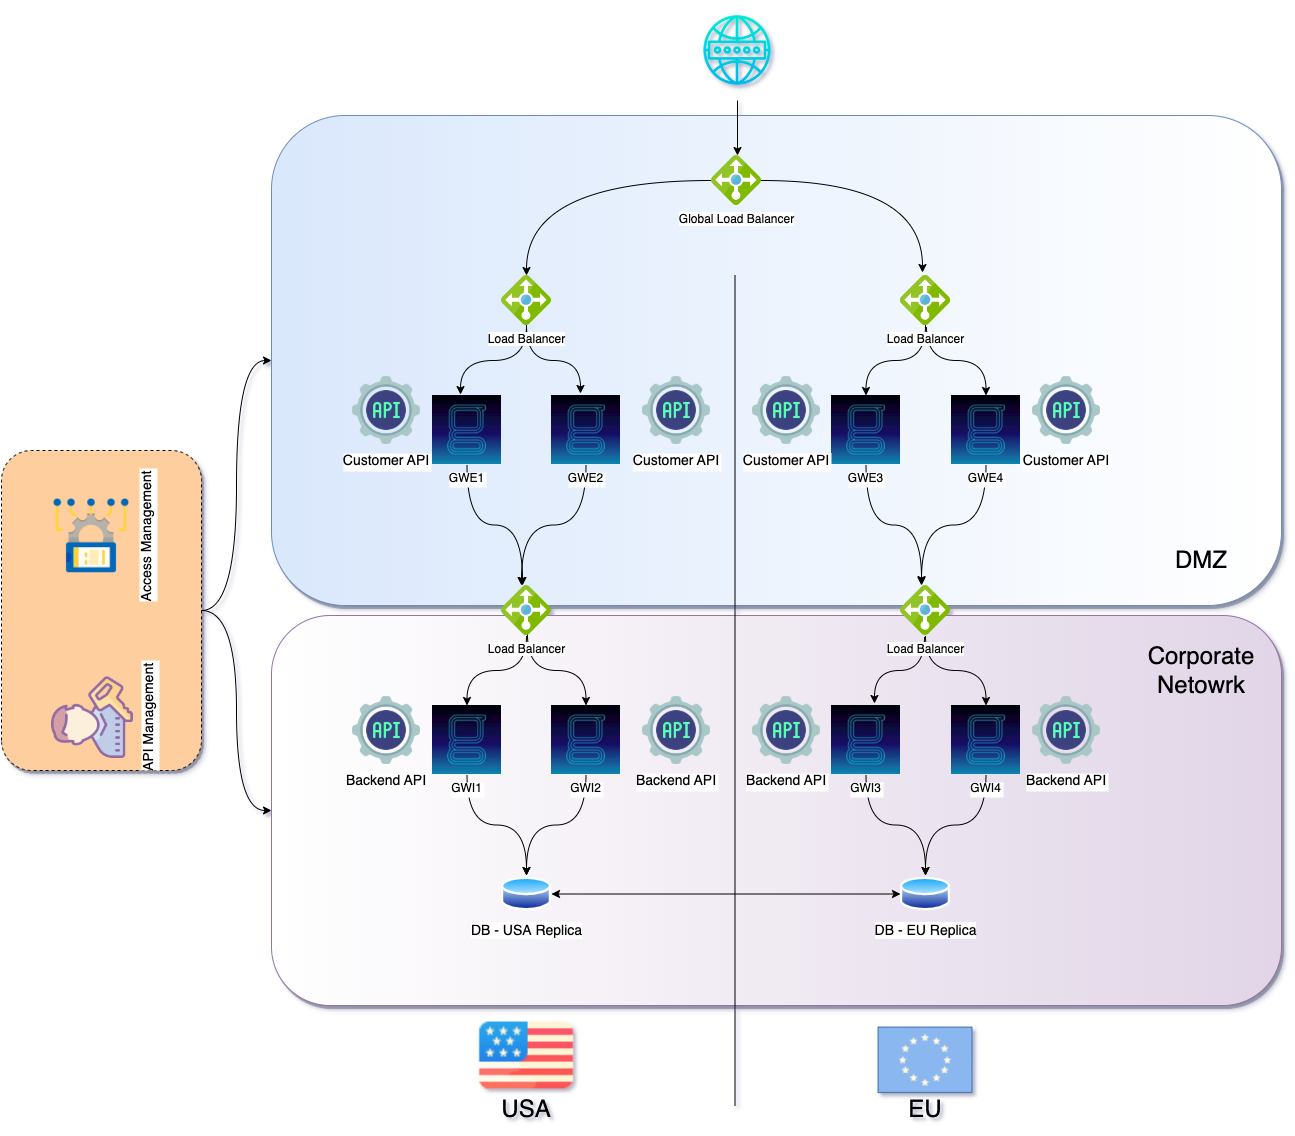 Global Load Balancer
Load Balancer
Load Balancer
API
API
API
API
Customer API
Customer API
Customer API
Customer API
GWE1
GWE2
GWE3
GWE4
Access Management
DMZ
Load Balancer
Load Balancer
Corporate
Netowrk
API Management
API
API
API
API
Backend API
Backend API
Backend API
Backend API
GWI1
GWI2
GWI3
GWI4
DB - USA Replica
DB - EU Replica
USA
EU